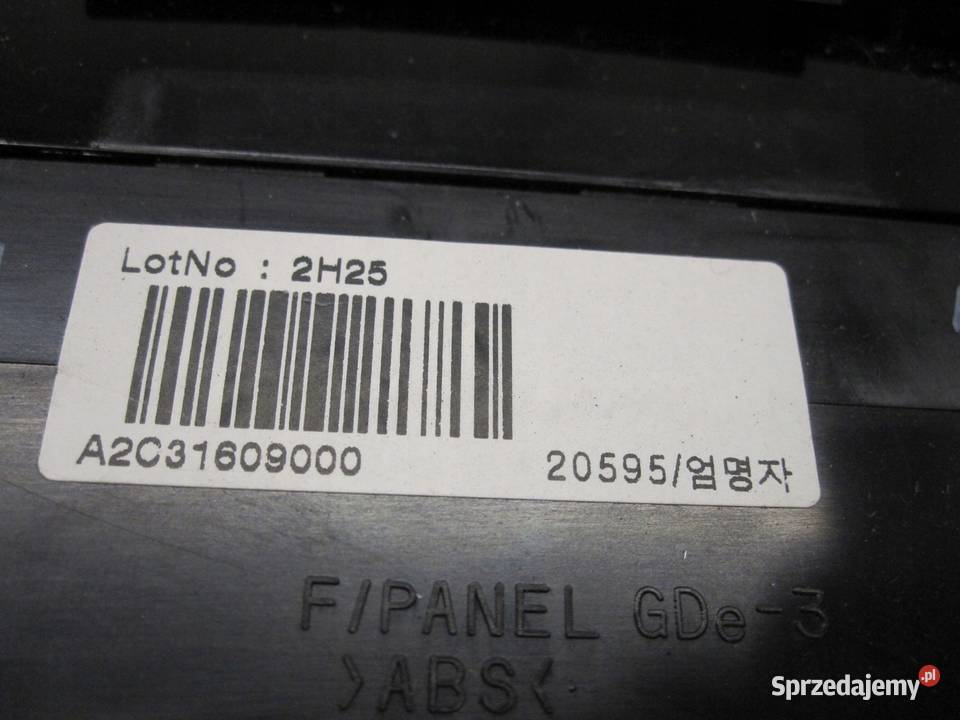 LotNo : 2H25
A2C31609000
20595/엄명자
F/PANEL GDe-3
>ABS<
Sprzedajemy.pl